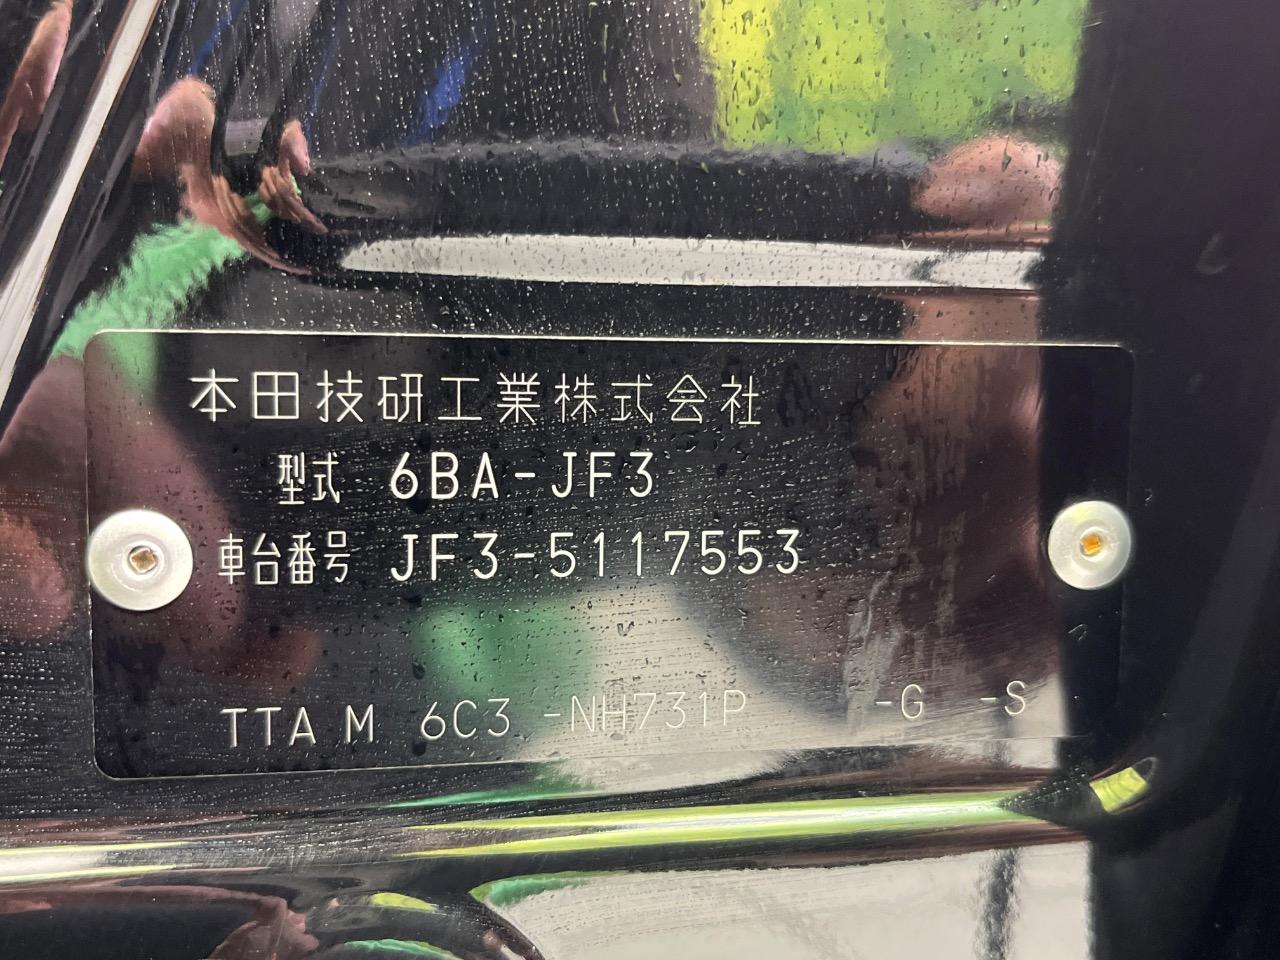 本田技研工業株式会社
型式 6BA-JF3
車台番号 JF3-5117553
TTA M 6C3 -NH731P -G -S